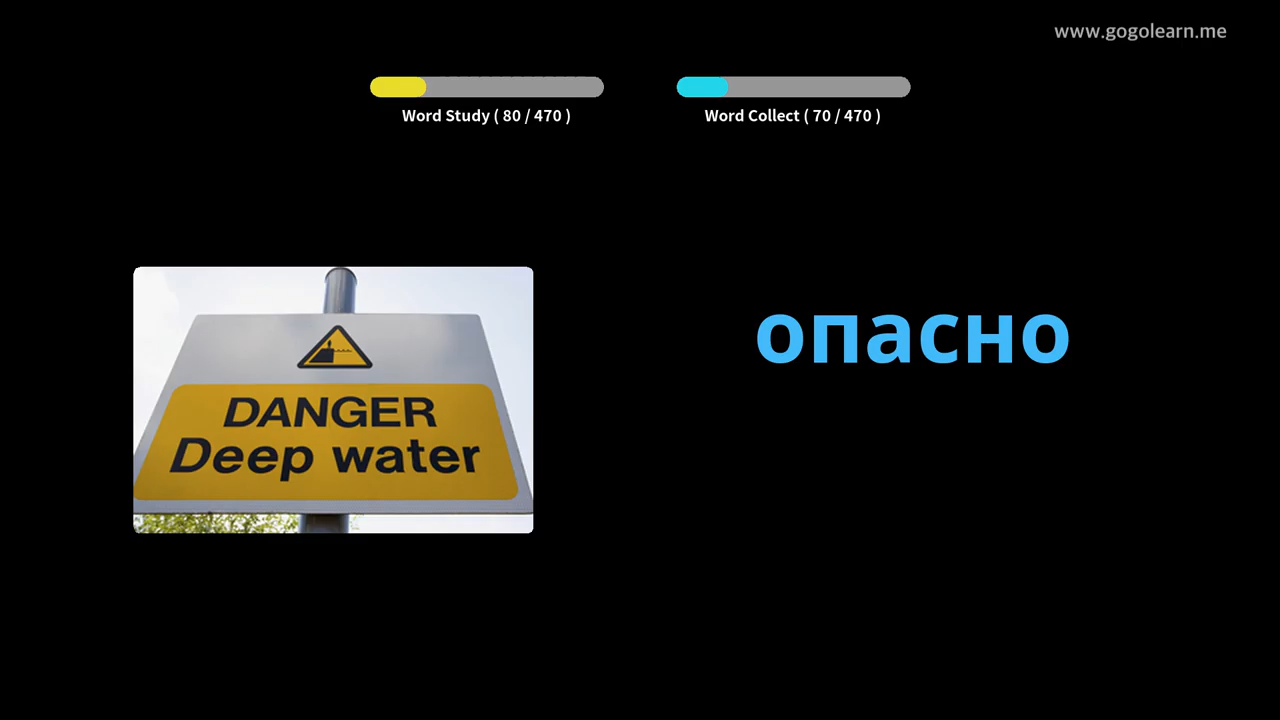 www.gogolearn.me
Word Study ( 80 / 470 )
Word Collect ( 70 / 470 )
опасно
DANGER
Deep water